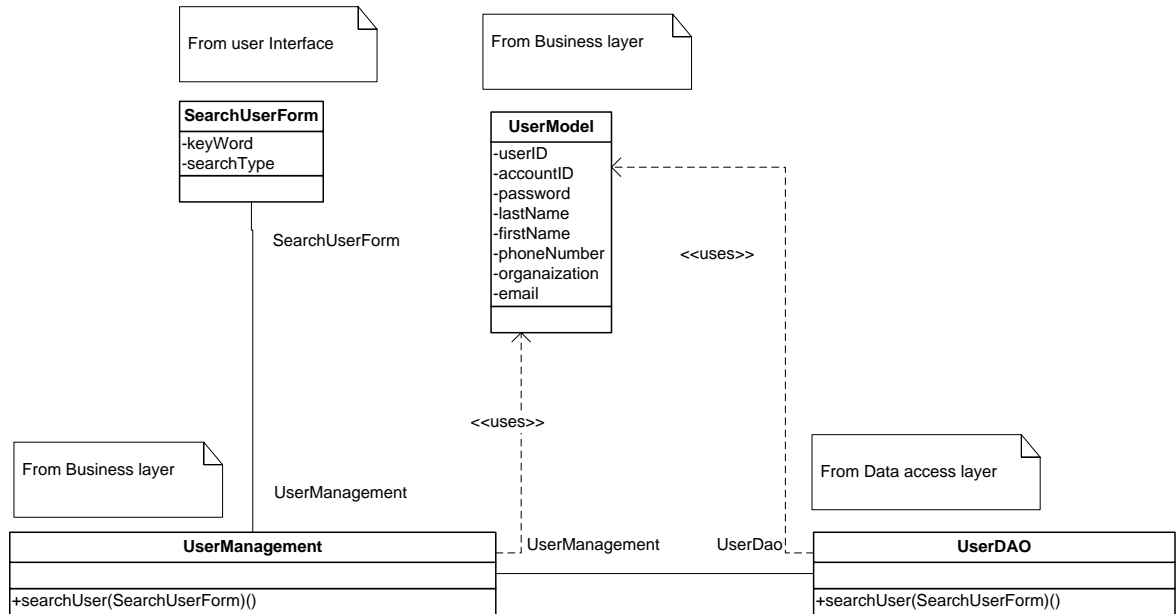 From user Interface
From Business layer
SearchUserForm
-keyWord
-searchType
UserModel
-userID
-accountID
-password
-lastName
-firstName
-phoneNumber
-organaization
-email
SearchUserForm
<<uses>>
<<uses>>
From Business layer
From Data access layer
UserManagement
UserManagement
UserManagement
UserDao
UserDAO
+searchUser(SearchUserForm)()
+searchUser(SearchUserForm)()